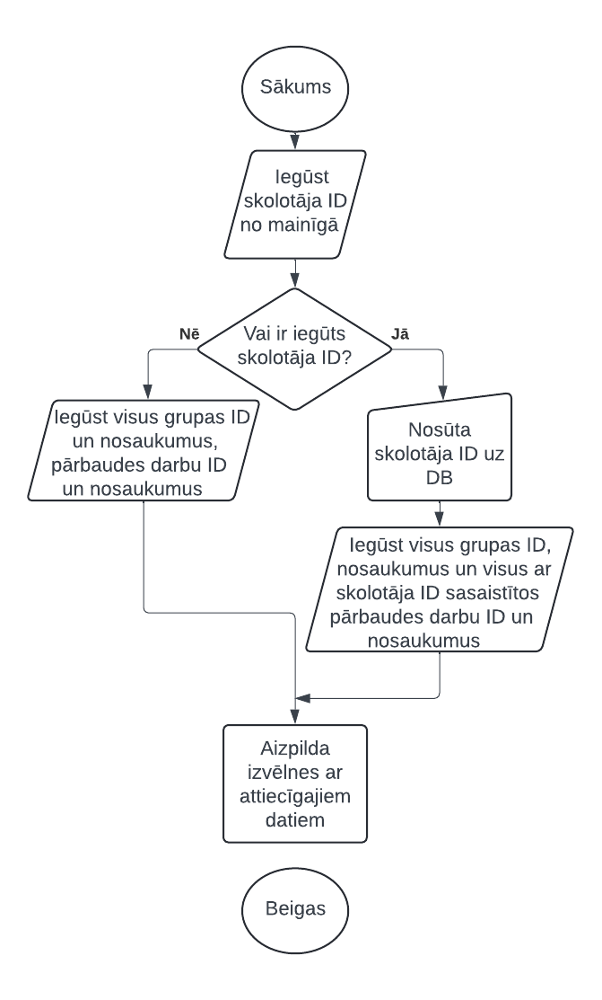 Sākums
Iegūst
skolotāja ID
no mainīgā
Vai ir iegūts
skolotāja ID?
Nē
Jā
Iegūst visus grupas ID
un nosaukumus,
pārbaudes darbu ID
un nosaukumus
Nosūta
skolotāja ID uz
DB
Iegūst visus grupas ID,
nosaukumus un visus ar
skolotāja ID sasaistītos
pārbaudes darbu ID un
nosaukumus
Aizpilda
izvēlnes ar
attiecīgajiem
datiem
Beigas